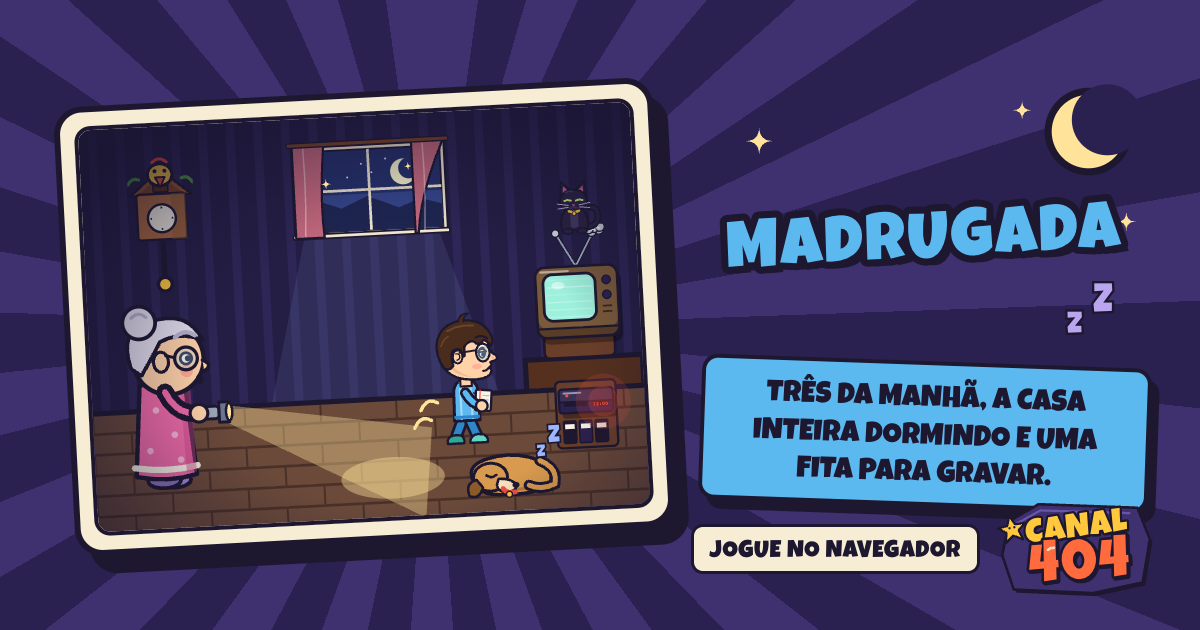 MADRUGADA
Z
Z
TRÊS DA MANHÃ, A CASA
INTEIRA DORMINDO E UMA
FITA PARA GRAVAR.
Z
Z
JOGUE NO NAVEGADOR
CANAL
404